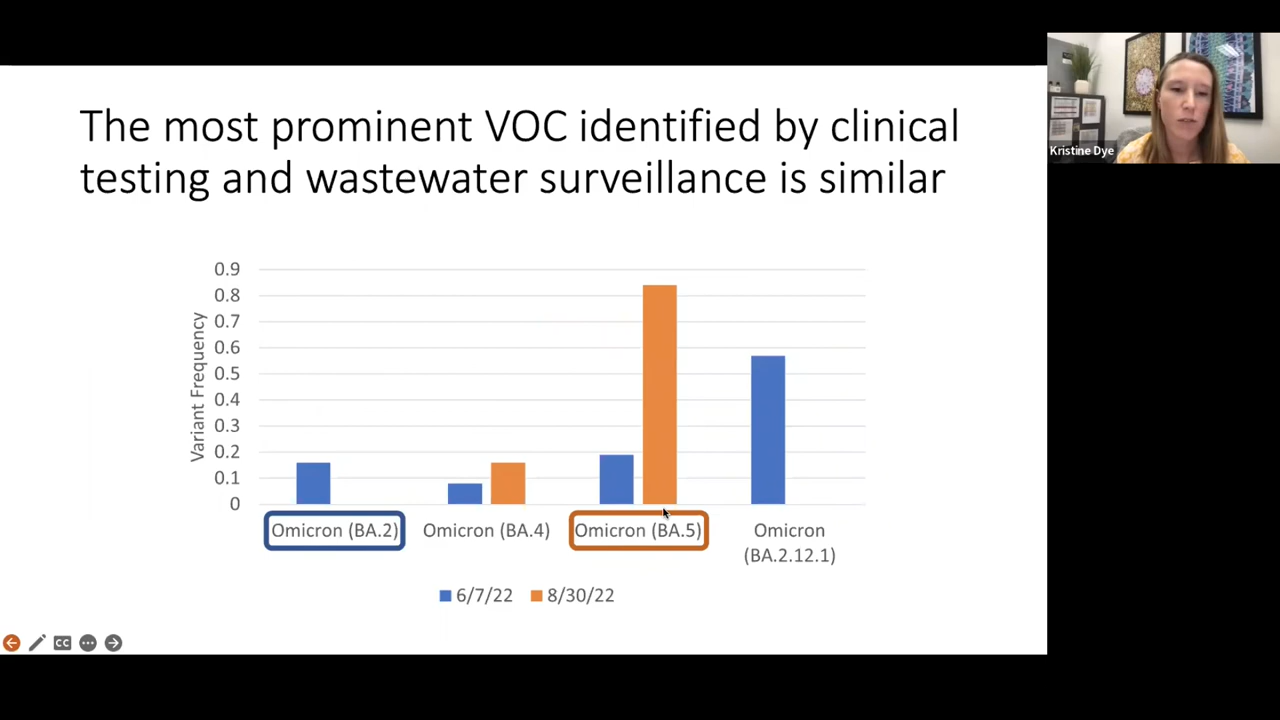 The most prominent VOC identified by clinical
testing and wastewater surveillance is similar
Kristine Dye
Variant Frequency
0.9
0.8
0.7
0.6
0.5
0.4
0.3
0.2
0.1
0
Omicron (BA.2)
Omicron (BA.4)
Omicron (BA.5)
Omicron
(BA.2.12.1)
6/7/22
8/30/22
CC